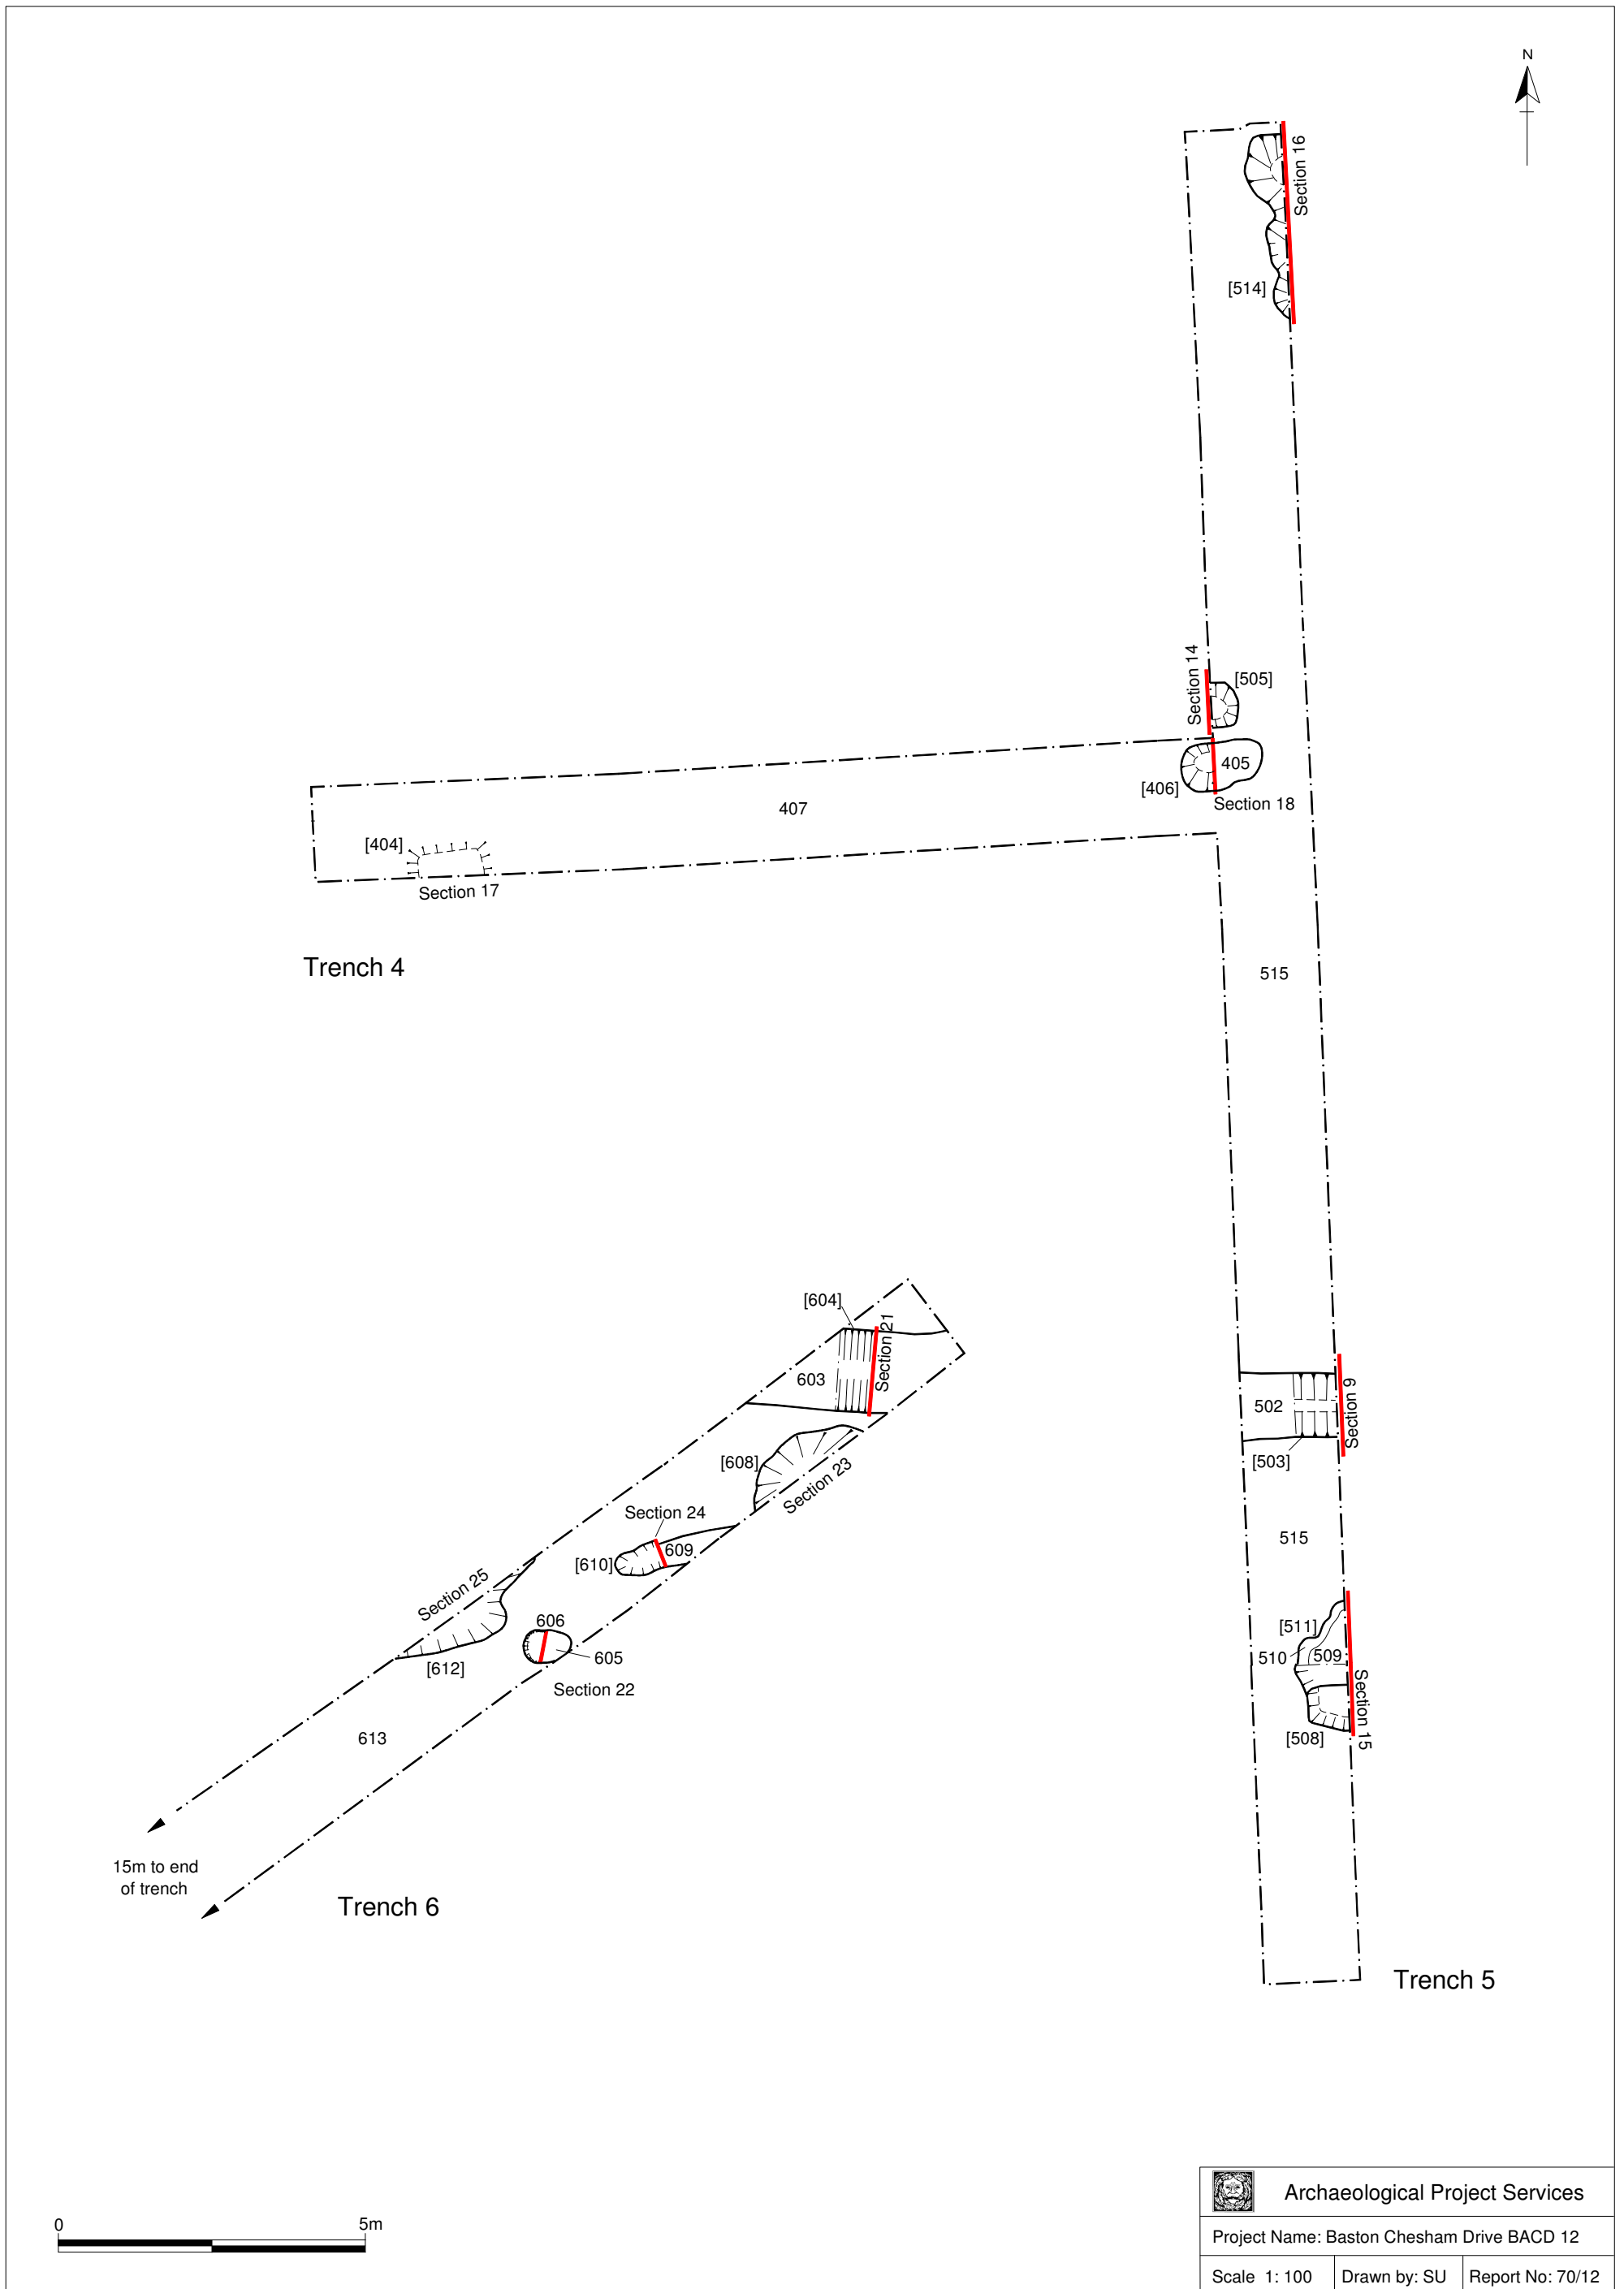 N
Section 16
[514]
Section 14
[505]
405
[406]
Section 18
407
[404]
Section 17
Trench 4
515
[604]
Section 21
603
502
Section 9
[503]
[608]
Section 23
Section 24
609
[610]
515
Section 25
606
605
[612]
Section 22
[511]
510
509
Section 15
[508]
613
15m to end
of trench
Trench 6
Trench 5
0
5m
Archaeological Project Services
Project Name: Baston Chesham Drive BACD 12
Scale 1: 100
Drawn by: SU
Report No: 70/12